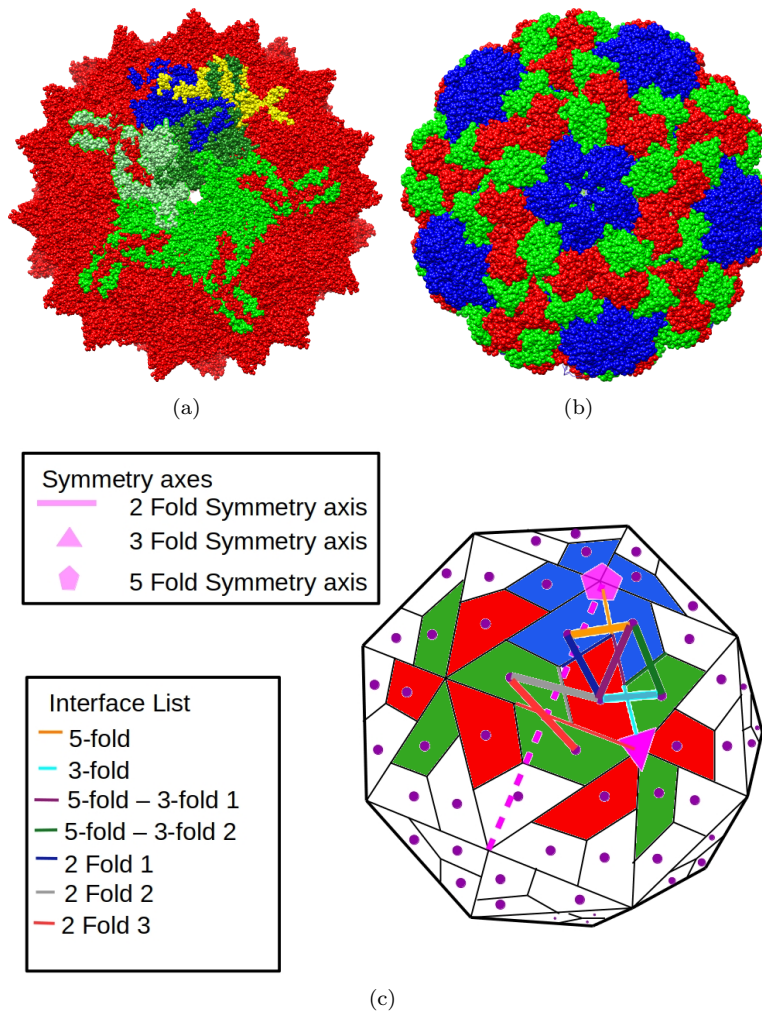 (a)
(b)
Symmetry axes
2 Fold Symmetry axis
3 Fold Symmetry axis
5 Fold Symmetry axis
Interface List
5-fold
3-fold
5-fold – 3-fold 1
5-fold – 3-fold 2
2 Fold 1
2 Fold 2
2 Fold 3
(c)